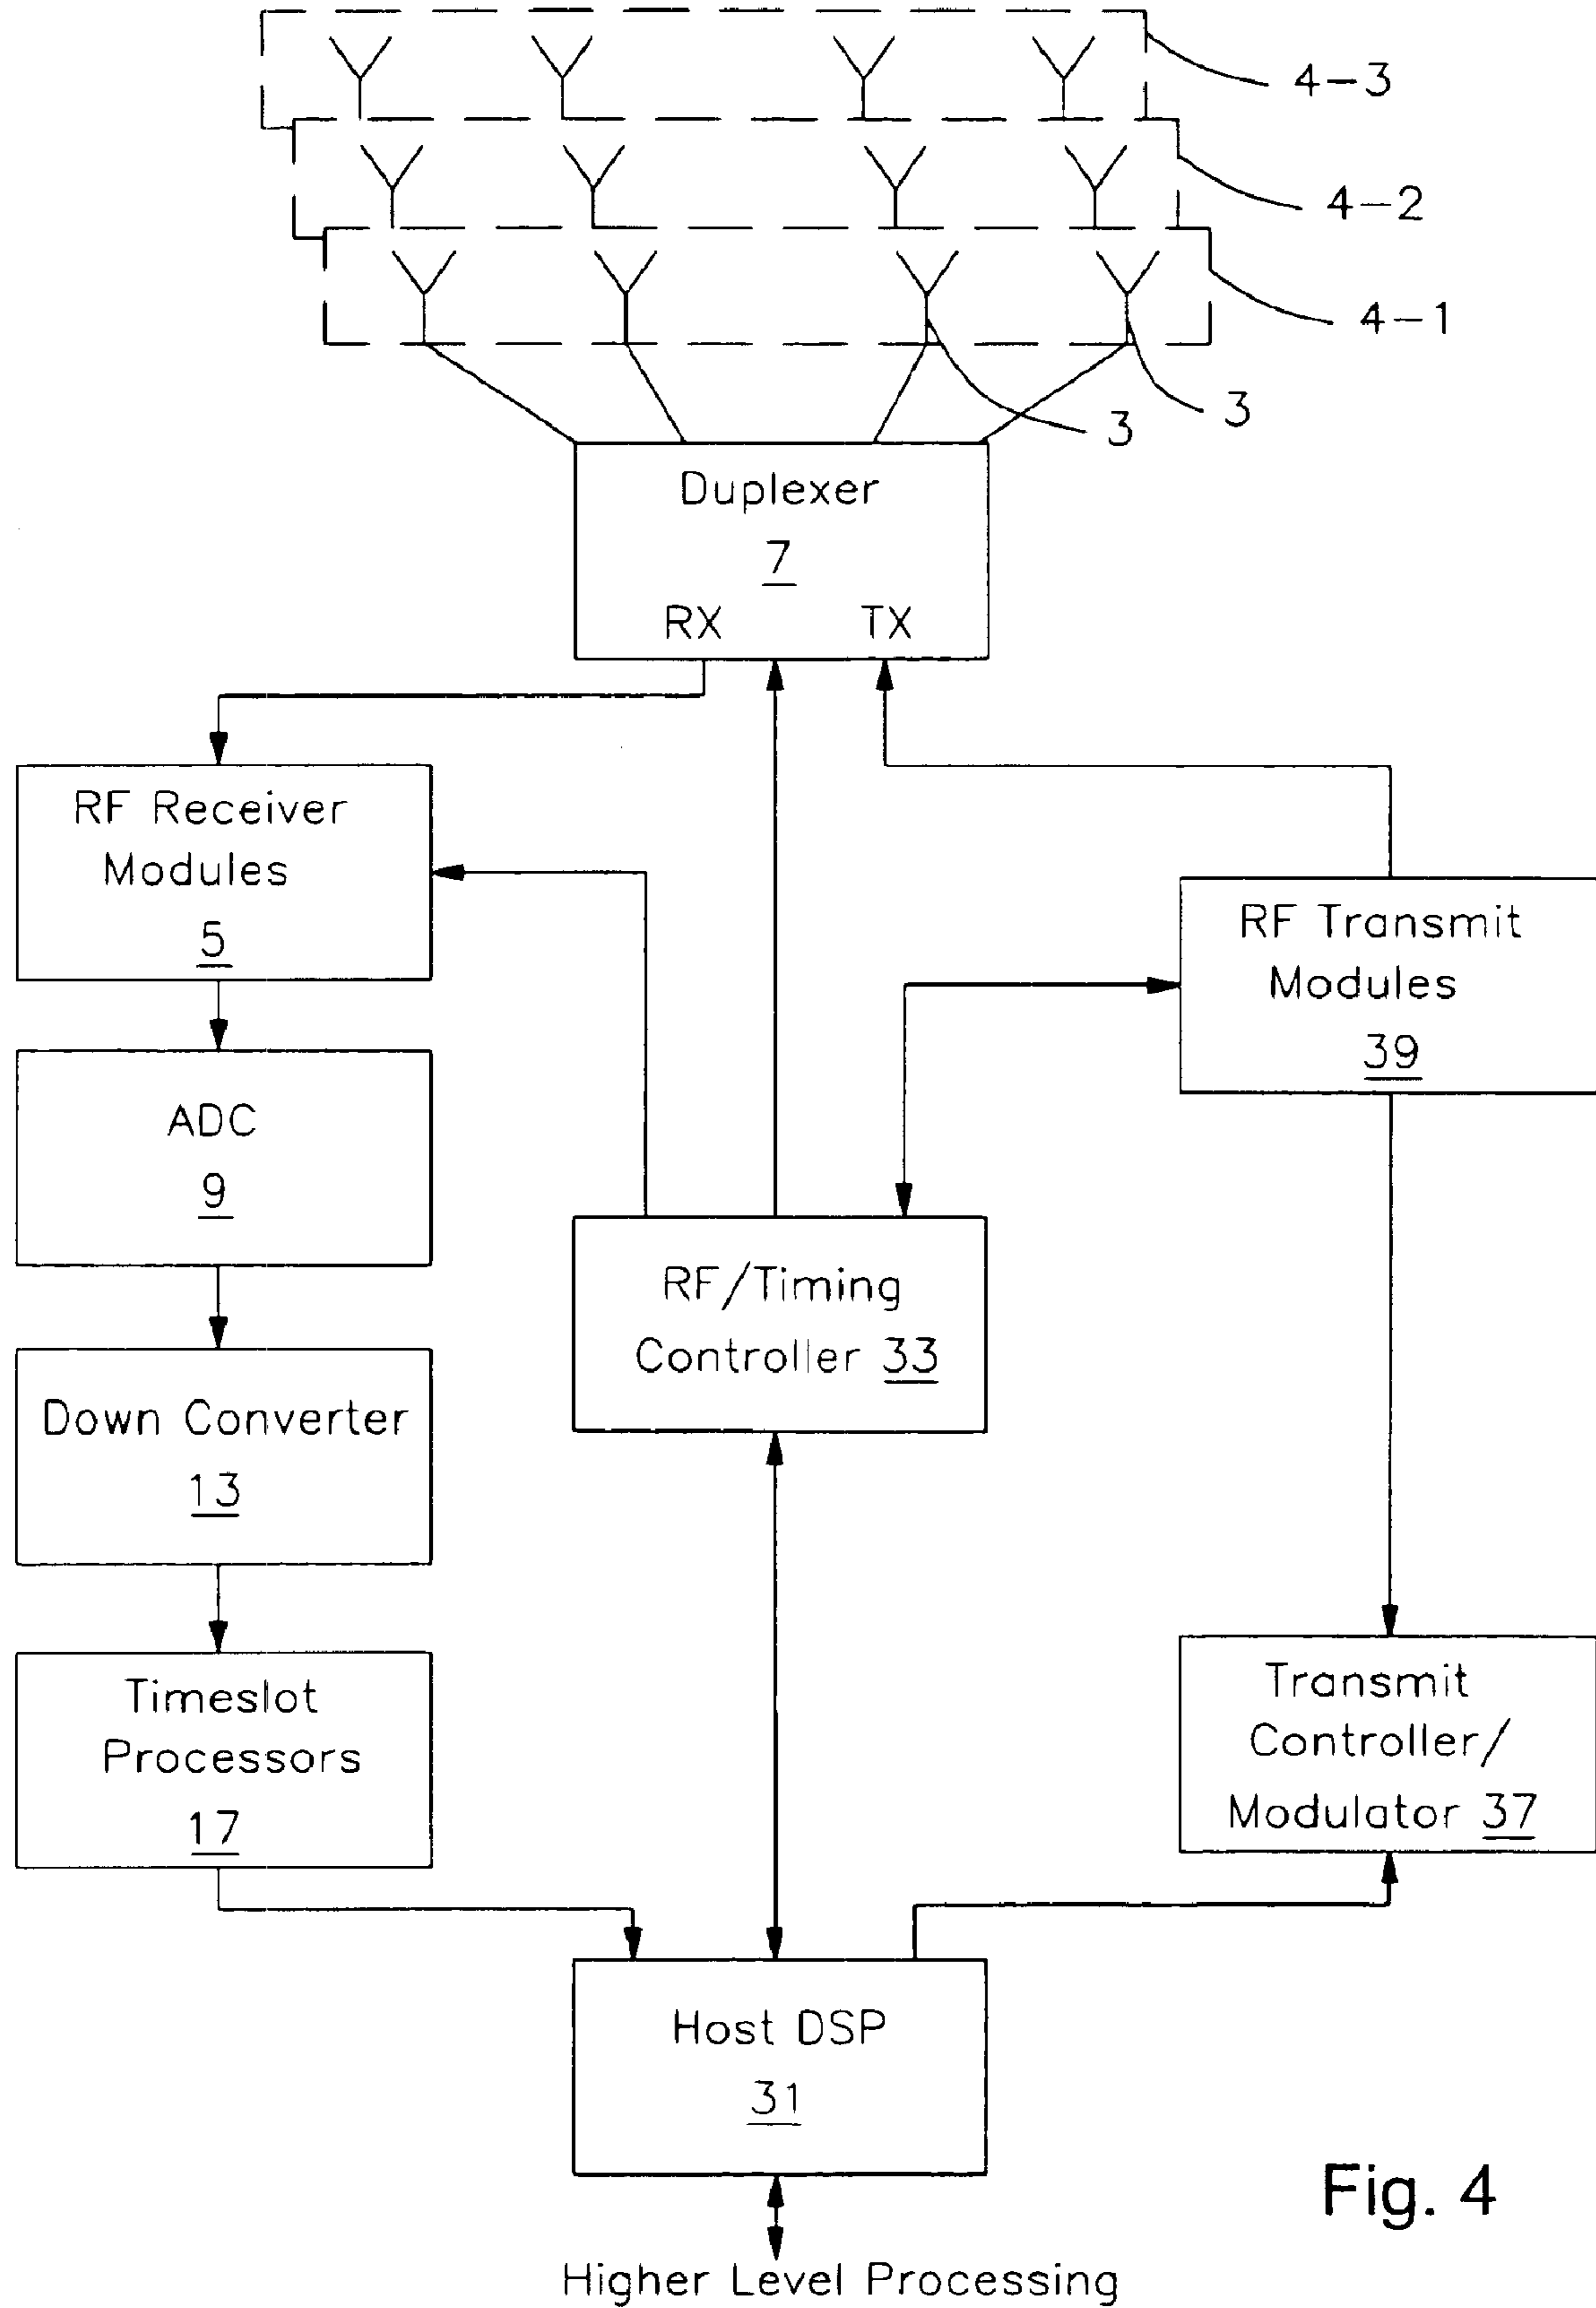 4-3
4-2
4-1
3
3
Duplexer
7
RX TX
RF Receiver
Modules
5
RF Transmit
Modules
39
ADC
9
RF/Timing
Controller 33
Down Converter
13
Timeslot
Processors
17
Transmit
Controller/
Modulator 37
Host DSP
31
Fig. 4
Higher Level Processing